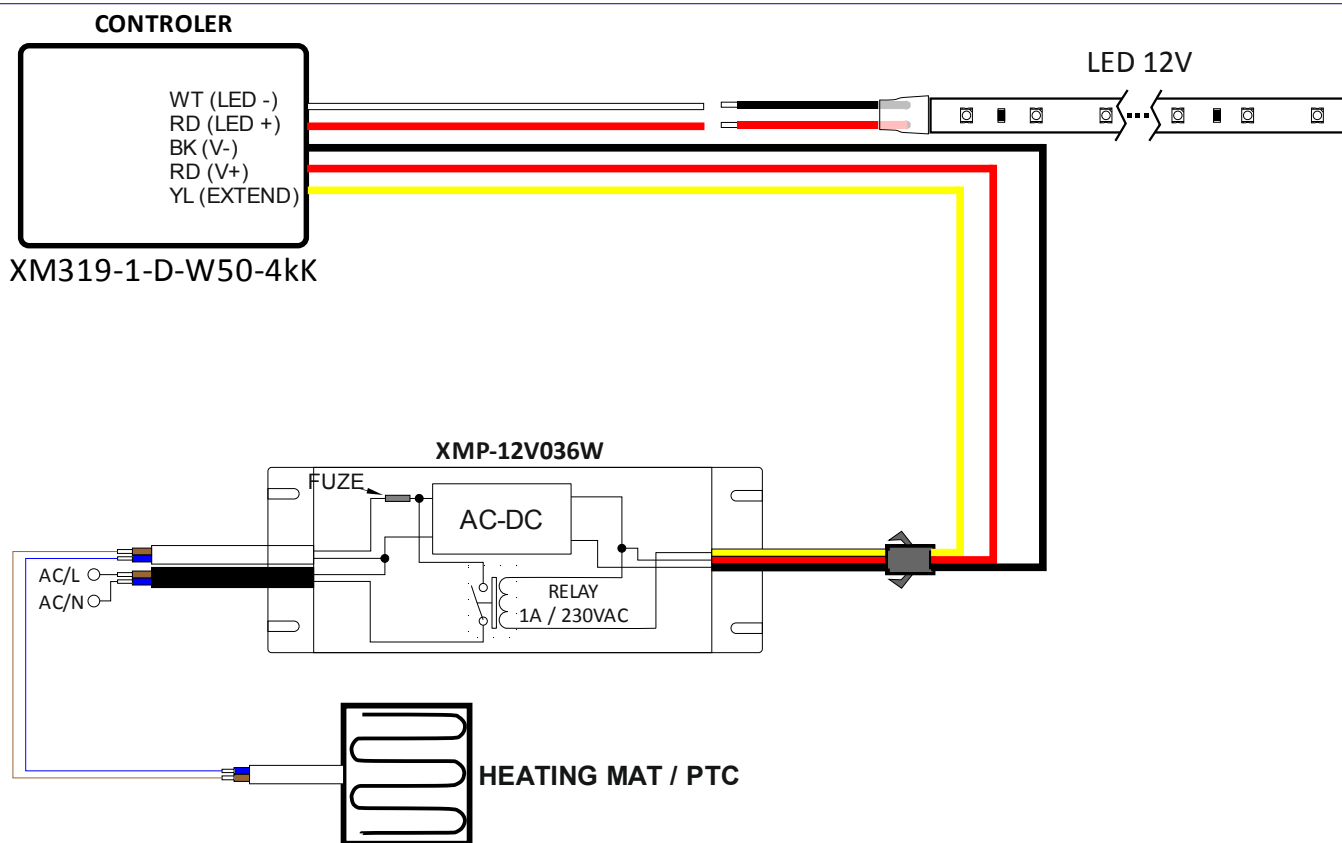 CONTROLER
WT (LED -)
RD (LED +)
BK (V-)
RD (V+)
YL (EXTEND)
XM319-1-D-W50-4kK
LED 12V
XMP-12V036W
FUZE
AC-DC
RELAY
1A / 230VAC
AC/L
AC/N
HEATING MAT / PTC